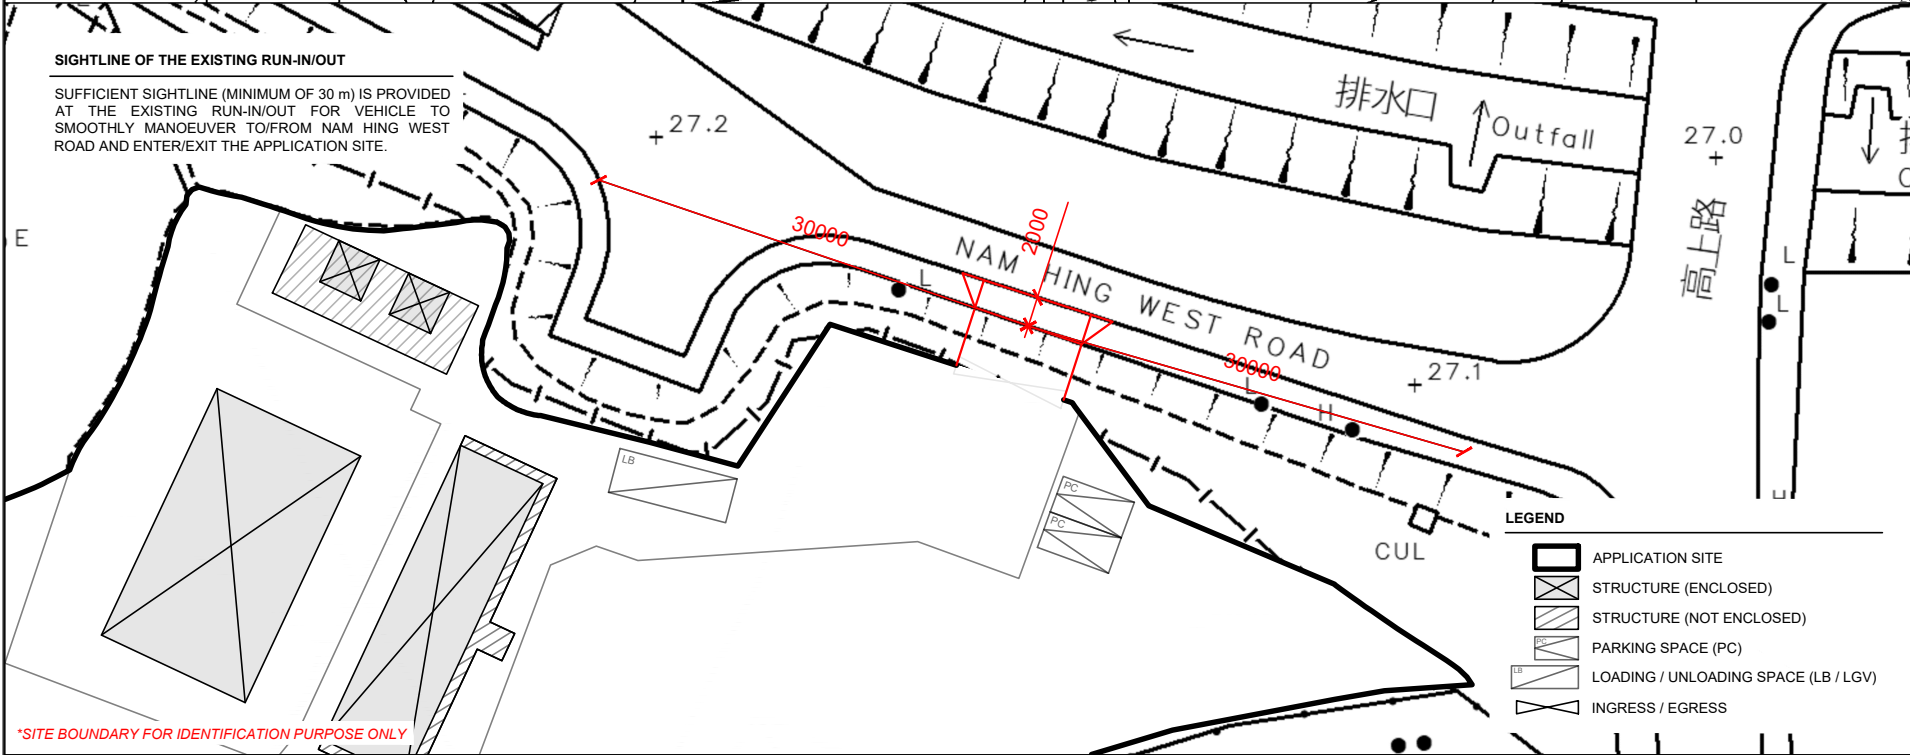 SIGHTLINE OF THE EXISTING RUN-IN/OUT
SUFFICIENT SIGHTLINE (MINIMUM OF 30 m) IS PROVIDED
AT THE EXISTING RUN-IN/OUT FOR VEHICLE TO
SMOOTHLY MANOEUVER TO/FROM NAM HING WEST
ROAD AND ENTER/EXIT THE APPLICATION SITE.
27.2
排水口
Outfall
27.0
高上路
E
30000
2000
NAM HING WEST ROAD
L
L
L
30000
27.1
L
H
H
CUL
LB
PC
PC
LEGEND
APPLICATION SITE
STRUCTURE (ENCLOSED)
STRUCTURE (NOT ENCLOSED)
PC
PARKING SPACE (PC)
LB
LOADING / UNLOADING SPACE (LB / LGV)
INGRESS / EGRESS
*SITE BOUNDARY FOR IDENTIFICATION PURPOSE ONLY